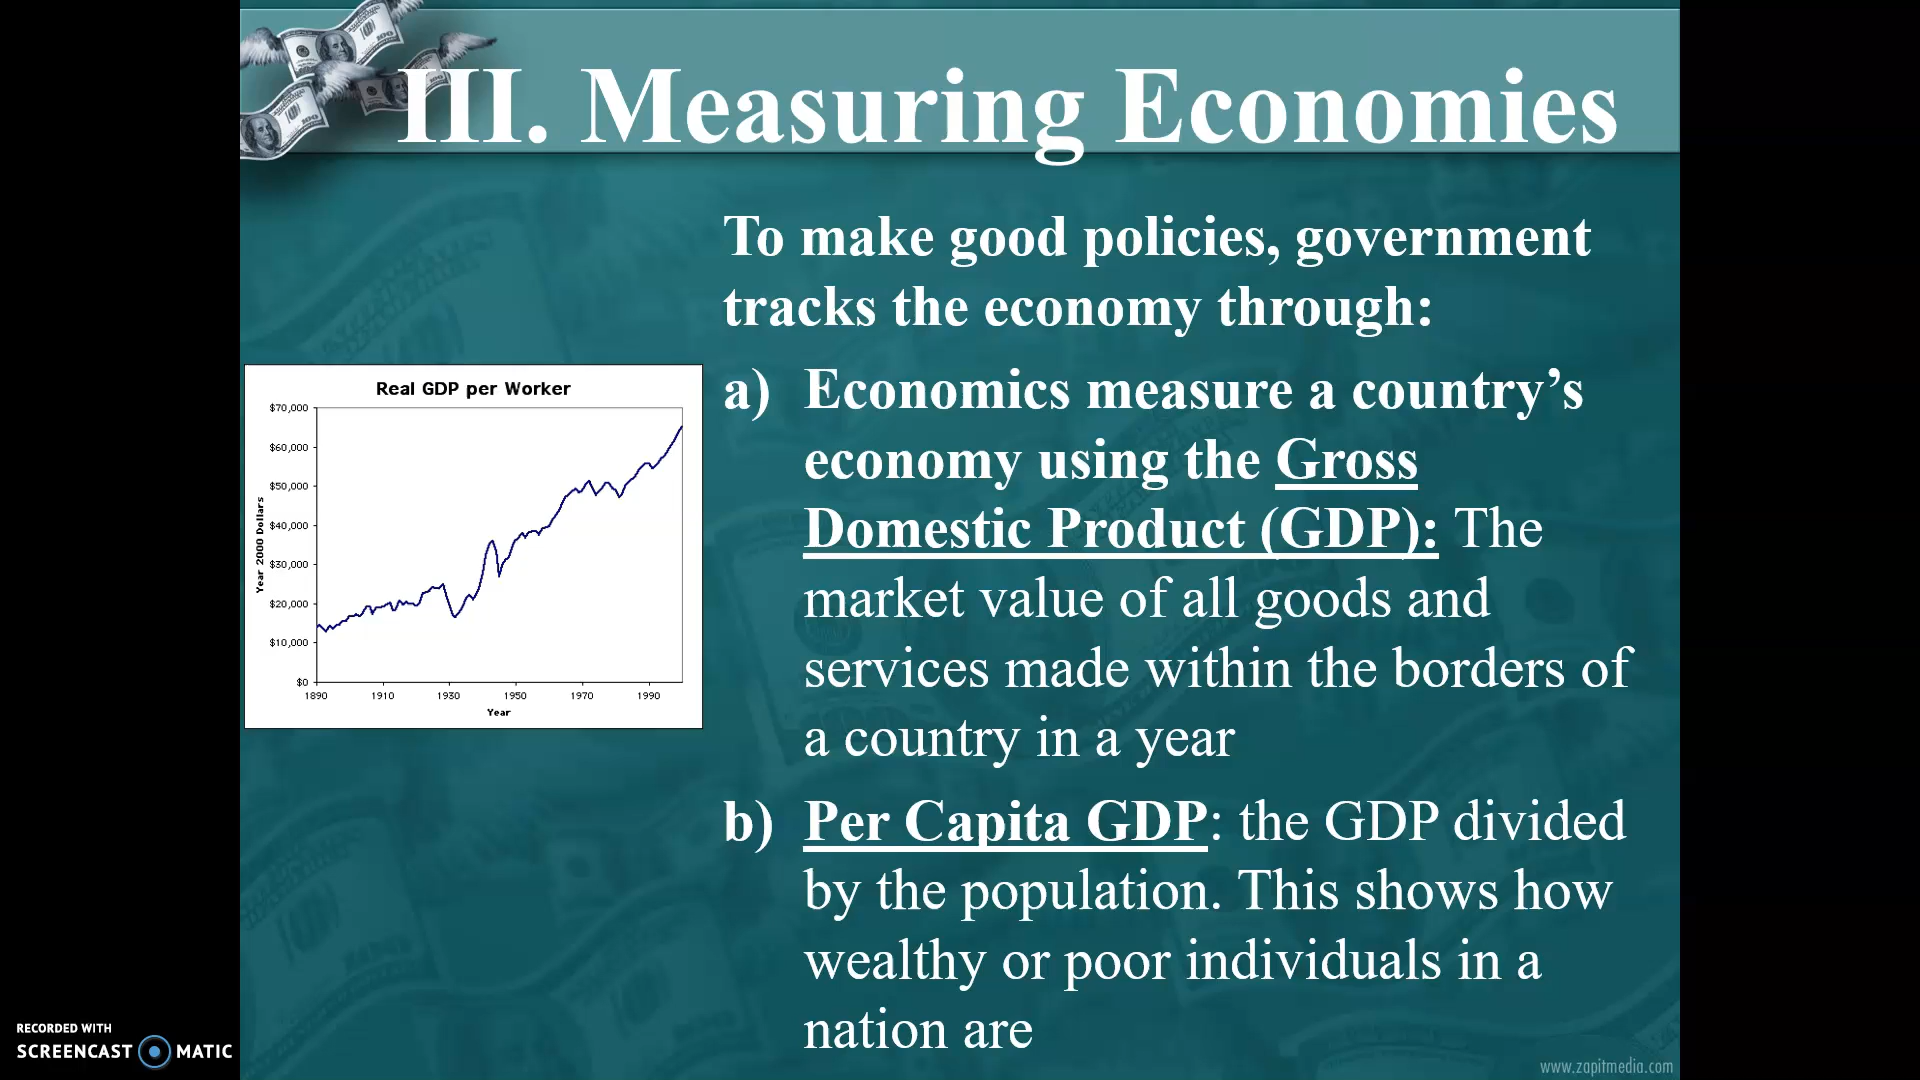 III. Measuring Economies
To make good policies, government
tracks the economy through:
a) Economics measure a country’s
economy using the Gross
Domestic Product (GDP): The
market value of all goods and
services made within the borders of
a country in a year
b) Per Capita GDP: the GDP divided
by the population. This shows how
wealthy or poor individuals in a
nation are
Real GDP per Worker
$70,000
$60,000
$50,000
$40,000
$30,000
$20,000
$10,000
$0
Year 2000 Dollars
1890 1910 1930 1950 1970 1990
Year
RECORDED WITH
SCREENCAST MATIC
www.zapitmedia.com